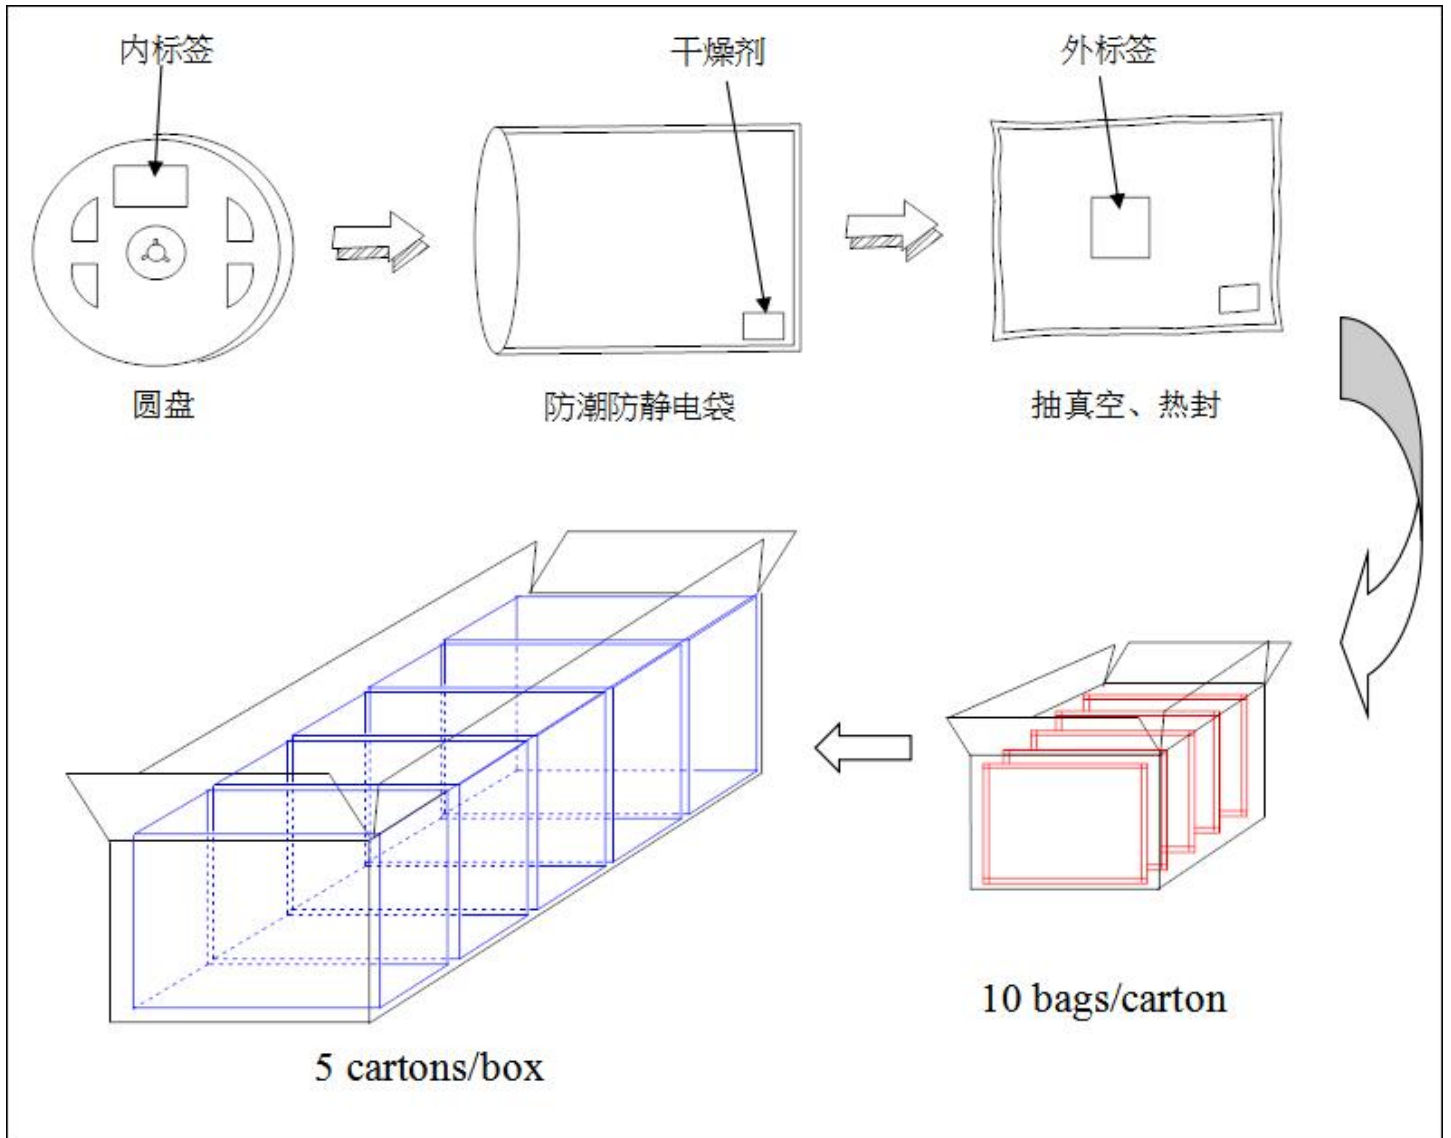 内标签
干燥剂
外标签
圆盘
防潮防静电袋
抽真空、热封
10 bags/carton
5 cartons/box